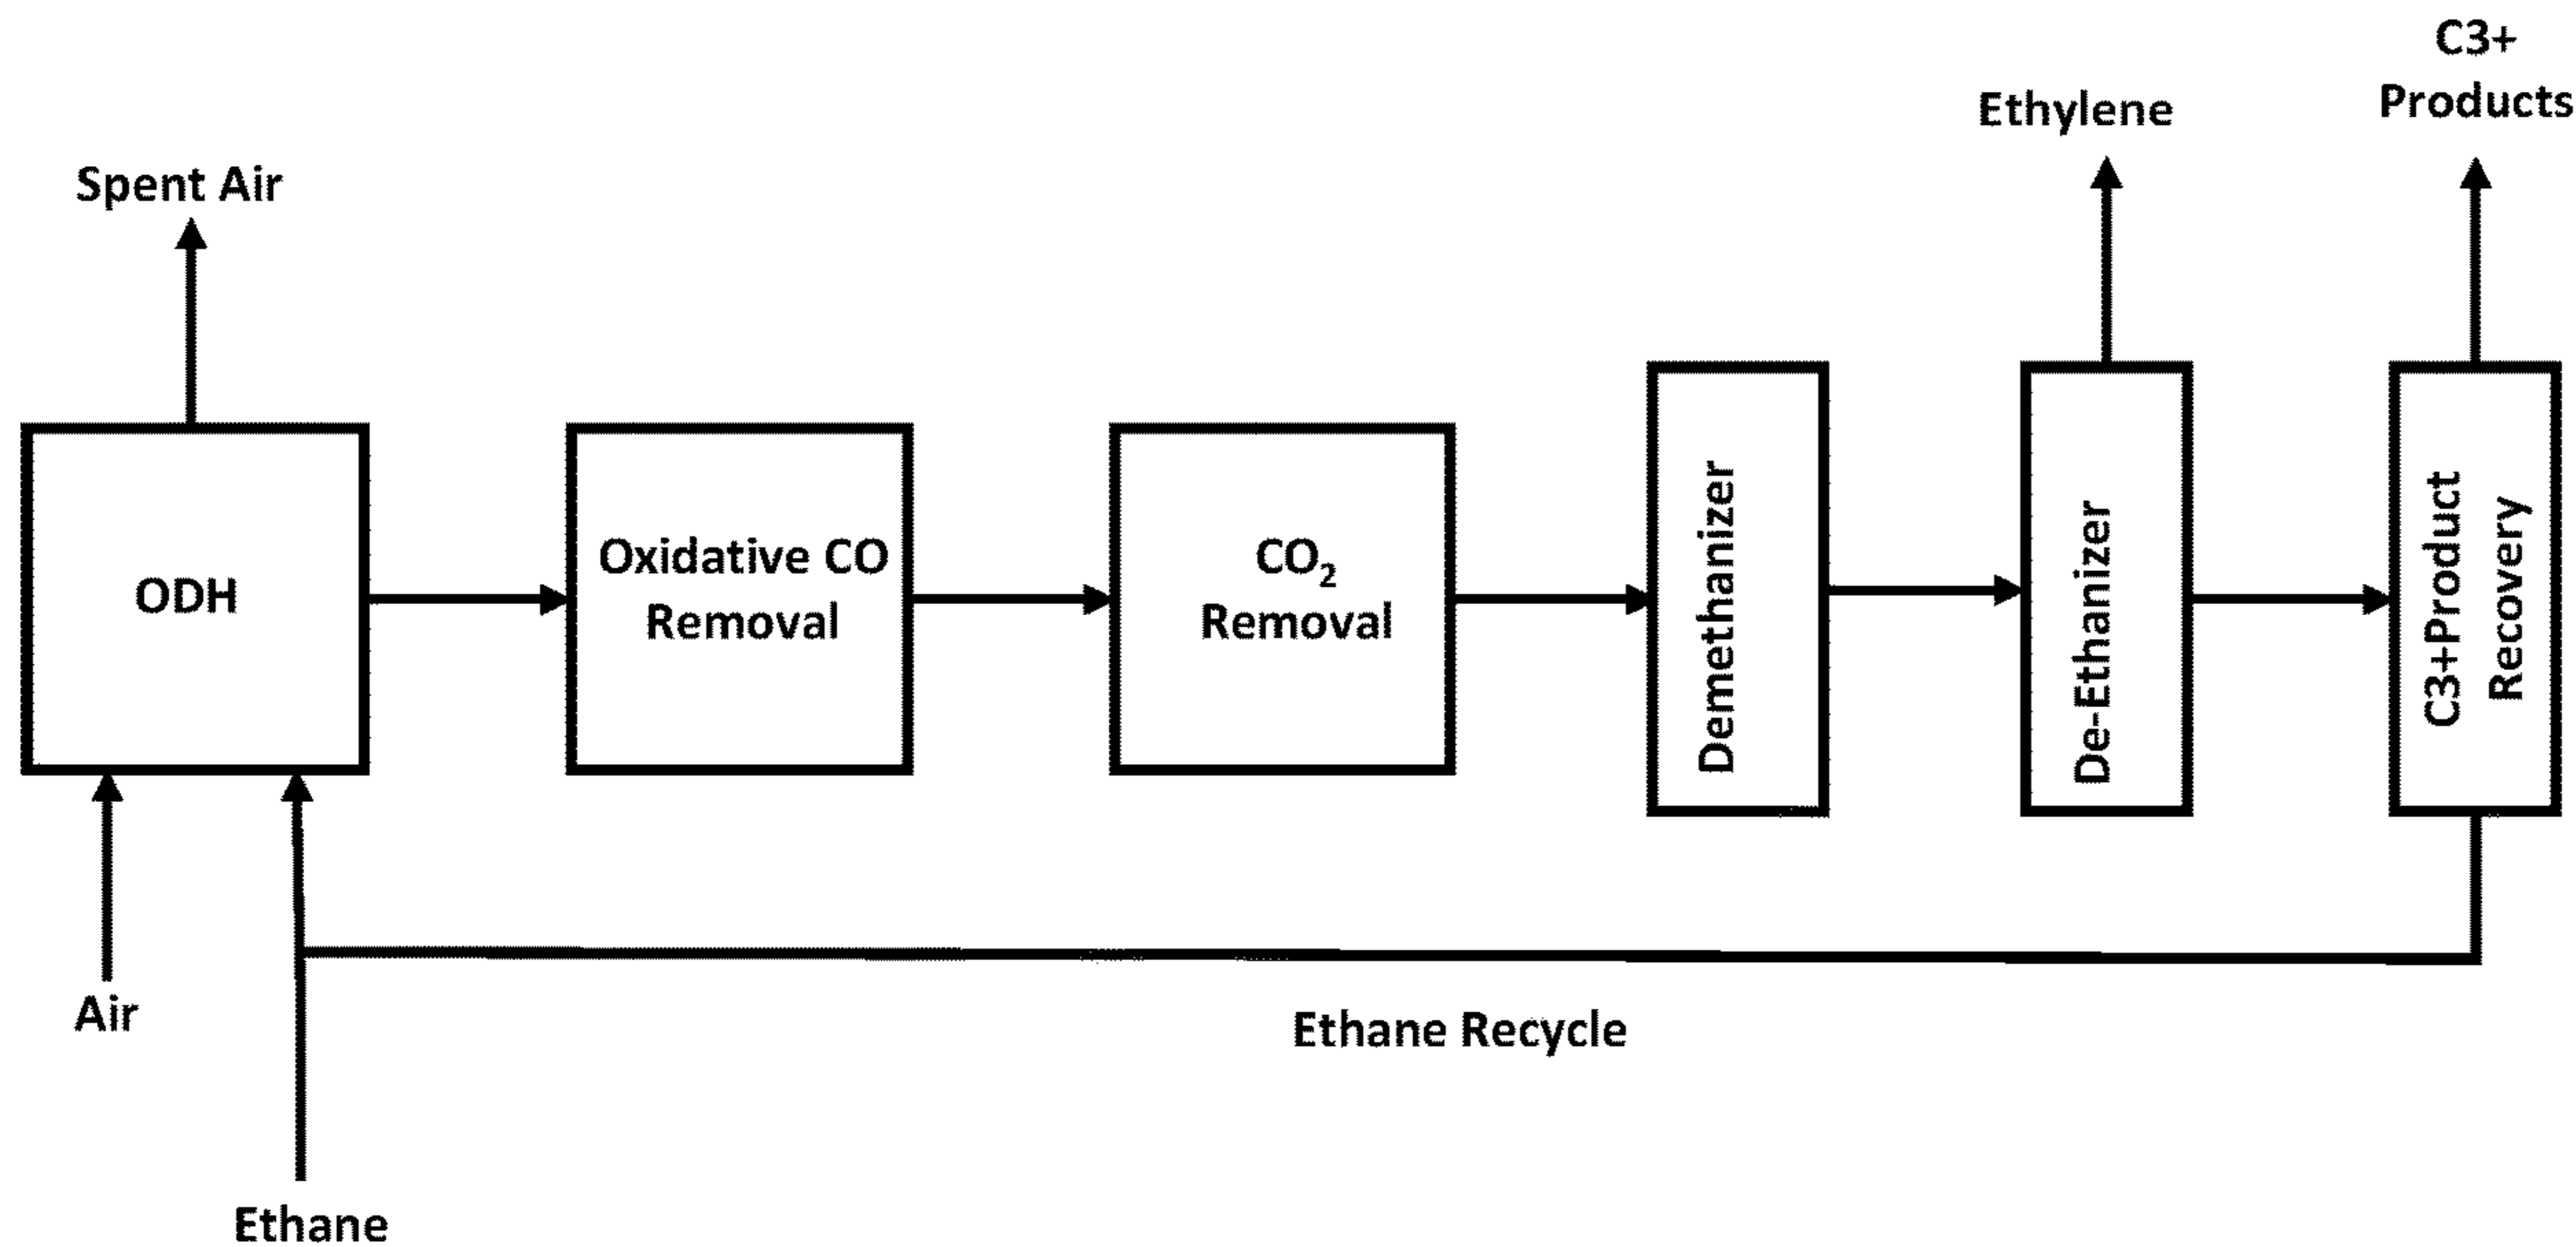 C3+
Products
Ethylene
Spent Air
ODH
Oxidative CO
Removal
CO₂
Removal
Demethanizer
De-Ethanizer
C3+Product
Recovery
Air
Ethane Recycle
Ethane